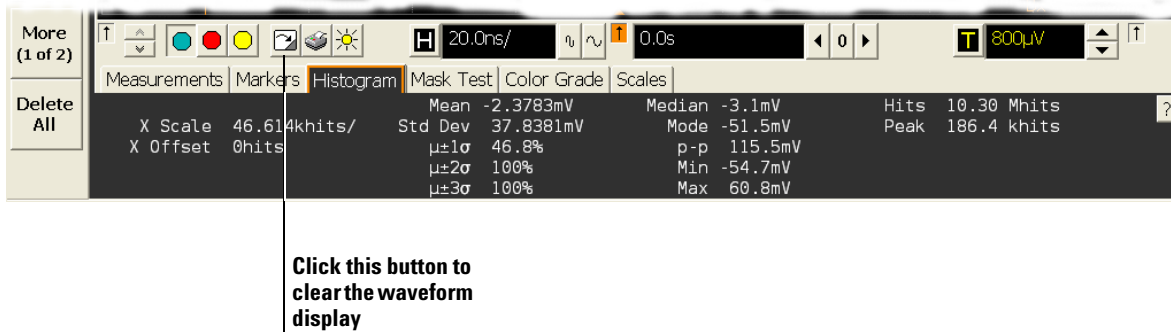 More
(1 of 2)
H 20.0ns/ 0.0s 0 T 800µV
Measurements Markers Histogram Mask Test Color Grade Scales
Delete
All
Mean -2.3783mV Median -3.1mV Hits 10.30 Mhits ?
X Scale 46.614khits/ Std Dev 37.8381mV Mode -51.5mV Peak 186.4 khits
X Offset 0hits µ±1σ 46.8% p-p 115.5mV
µ±2σ 100% Min -54.7mV
µ±3σ 100% Max 60.8mV
Click this button to
clear the waveform
display